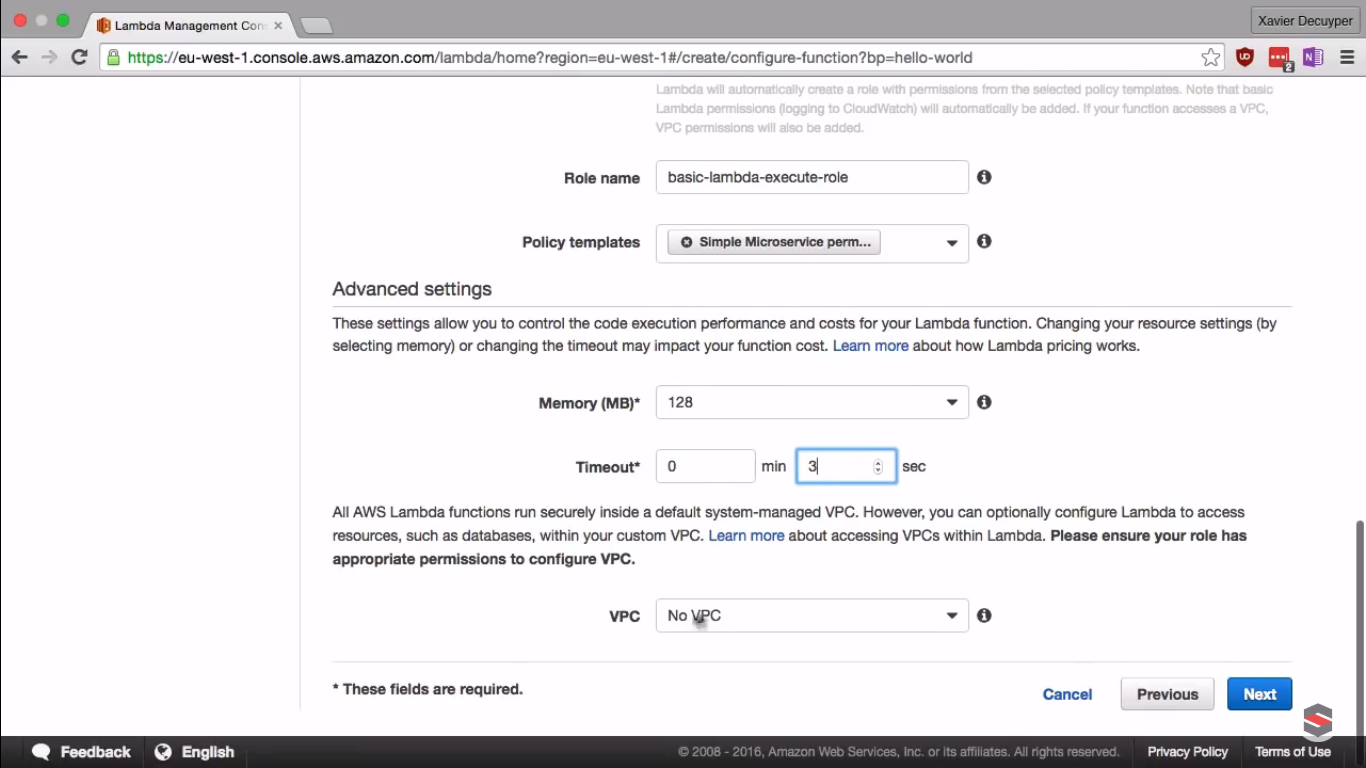 Lambda Management Con
Xavier Decuyper
https://eu-west-1.console.aws.amazon.com/lambda/home?region=eu-west-1#/create/configure-function?bp=hello-world
2
Lambda will automatically create a role with permissions from the selected policy templates. Note that basic
Lambda permissions (logging to CloudWatch) will automatically be added. If your function accesses a VPC,
VPC permissions will also be added.
Role name basic-lambda-execute-role
Policy templates Simple Microservice perm...
Advanced settings
These settings allow you to control the code execution performance and costs for your Lambda function. Changing your resource settings (by
selecting memory) or changing the timeout may impact your function cost. Learn more about how Lambda pricing works.
Memory (MB)* 128
Timeout* 0 min 3 sec
All AWS Lambda functions run securely inside a default system-managed VPC. However, you can optionally configure Lambda to access
resources, such as databases, within your custom VPC. Learn more about accessing VPCs within Lambda. Please ensure your role has
appropriate permissions to configure VPC.
VPC No VPC
* These fields are required.
Cancel Previous Next
Feedback English © 2008 - 2016, Amazon Web Services, Inc. or its affiliates. All rights reserved. Privacy Policy Terms of Use